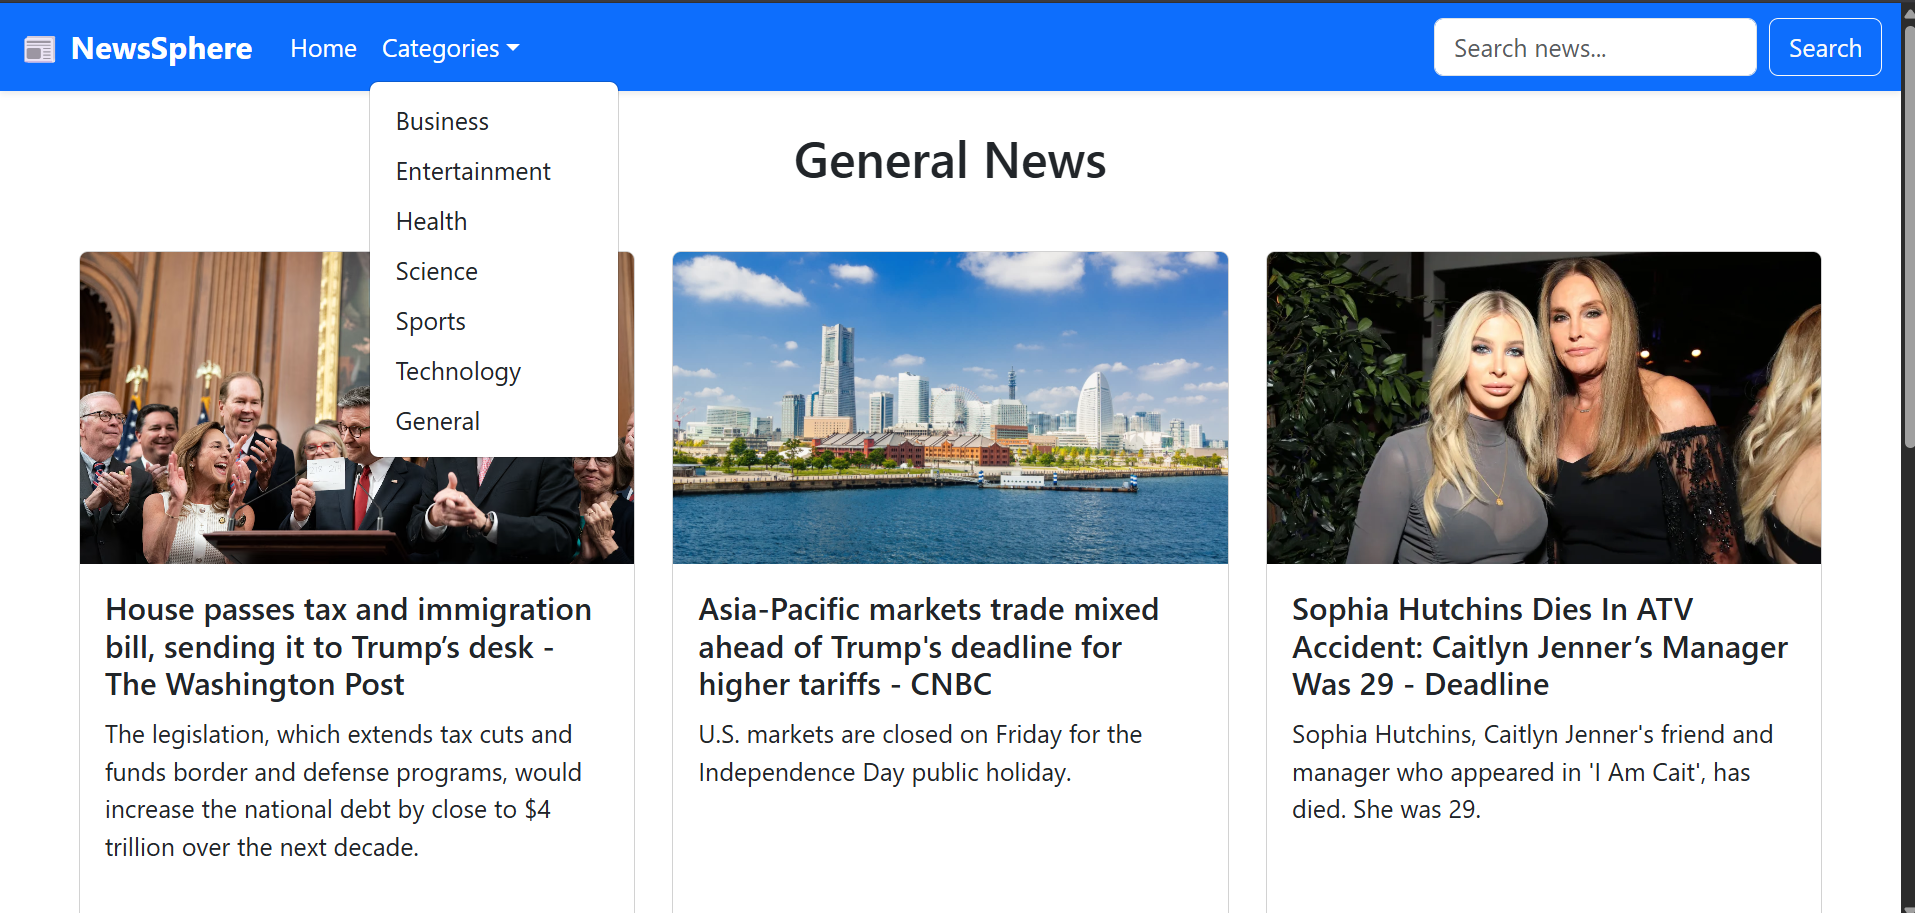 NewsSphere Home Categories Search news... Search
Business
Entertainment
Health
Science
Sports
Technology
General
General News
House passes tax and immigration
bill, sending it to Trump’s desk -
The Washington Post
The legislation, which extends tax cuts and
funds border and defense programs, would
increase the national debt by close to $4
trillion over the next decade.
Asia-Pacific markets trade mixed
ahead of Trump's deadline for
higher tariffs - CNBC
U.S. markets are closed on Friday for the
Independence Day public holiday.
Sophia Hutchins Dies In ATV
Accident: Caitlyn Jenner’s Manager
Was 29 - Deadline
Sophia Hutchins, Caitlyn Jenner's friend and
manager who appeared in 'I Am Cait', has
died. She was 29.